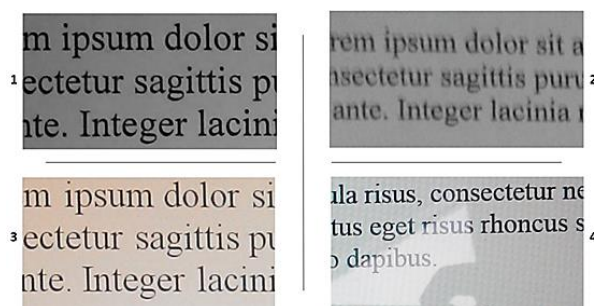 m ipsum dolor si
1
ectetur sagittis pu
nte. Integer lacini
rem ipsum dolor sit a
2
nsectetur sagittis puru
ante. Integer lacinia
m ipsum dolor si
3
ectetur sagittis pu
nte. Integer lacini
ula risus, consectetur ne
tus eget risus rhoncus s
4
o dapibus.